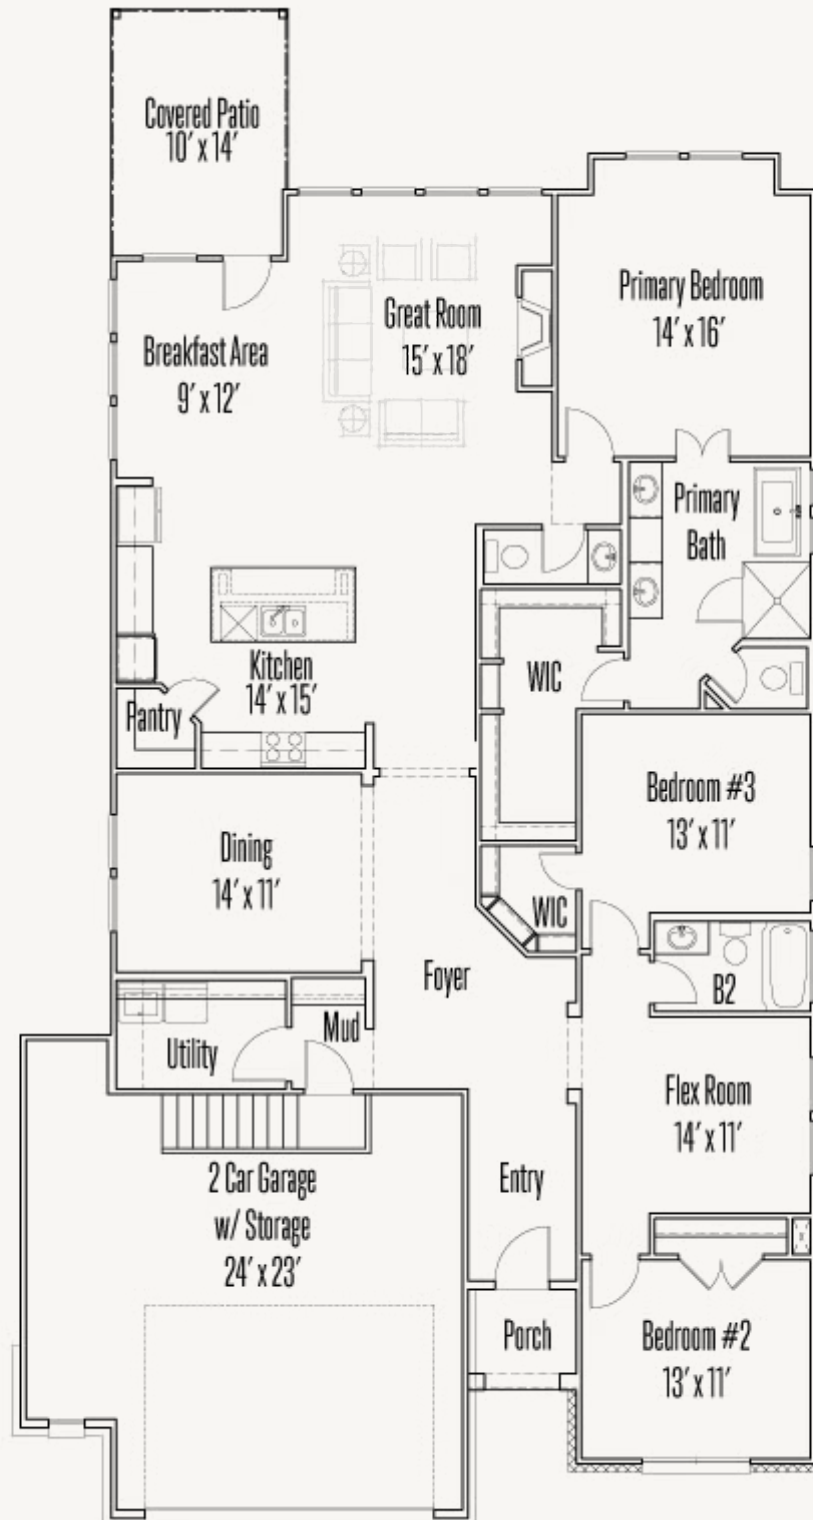 Covered Patio
10' x 14'
Primary Bedroom
14' x 16'
Great Room
15' x 18'
Breakfast Area
9' x 12'
Primary
Bath
Kitchen
14' x 15'
WIC
Pantry
Bedroom #3
13' x 11'
Dining
14' x 11'
WIC
B2
Foyer
Mud
Utility
Flex Room
14' x 11'
2 Car Garage
w/ Storage
24' x 23'
Entry
Porch
Bedroom #2
13' x 11'